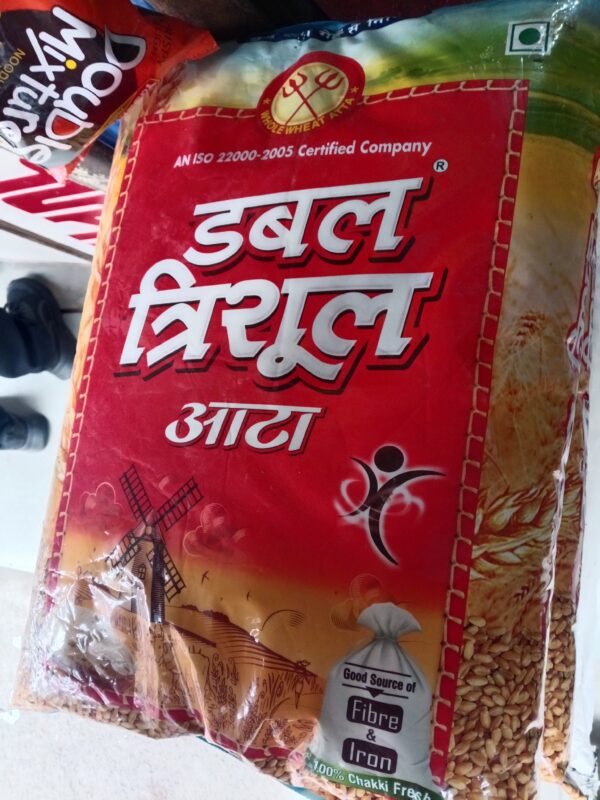 Double
Mixture
NOODL
WHOLE WHEAT ATTA
AN ISO 22000-2005 Certified Company
डबल®
त्रिशूल
आटा
Good Source of
Fibre
&
Iron
100% Chakki Fresh